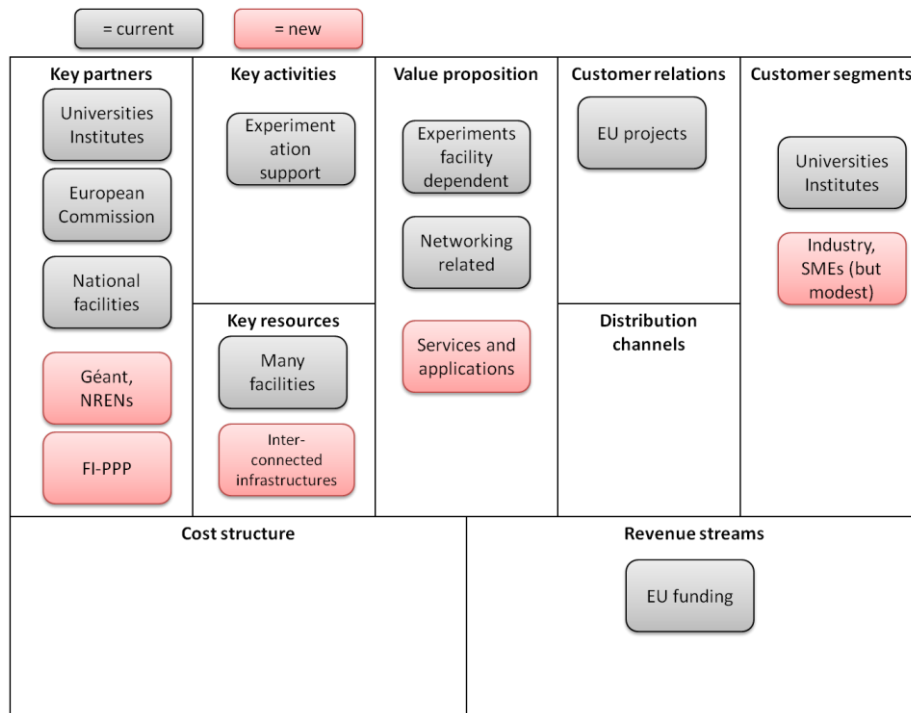 = current
= new
Key partners
Universities
Institutes
European
Commission
National
facilities
Géant,
NRENs
FI-PPP
Key activities
Experiment
ation
support
Key resources
Many
facilities
Inter-
connected
infrastructures
Value proposition
Experiments
facility
dependent
Networking
related
Services and
applications
Customer relations
EU projects
Distribution
channels
Customer segments
Universities
Institutes
Industry,
SMEs (but
modest)
Cost structure
Revenue streams
EU funding